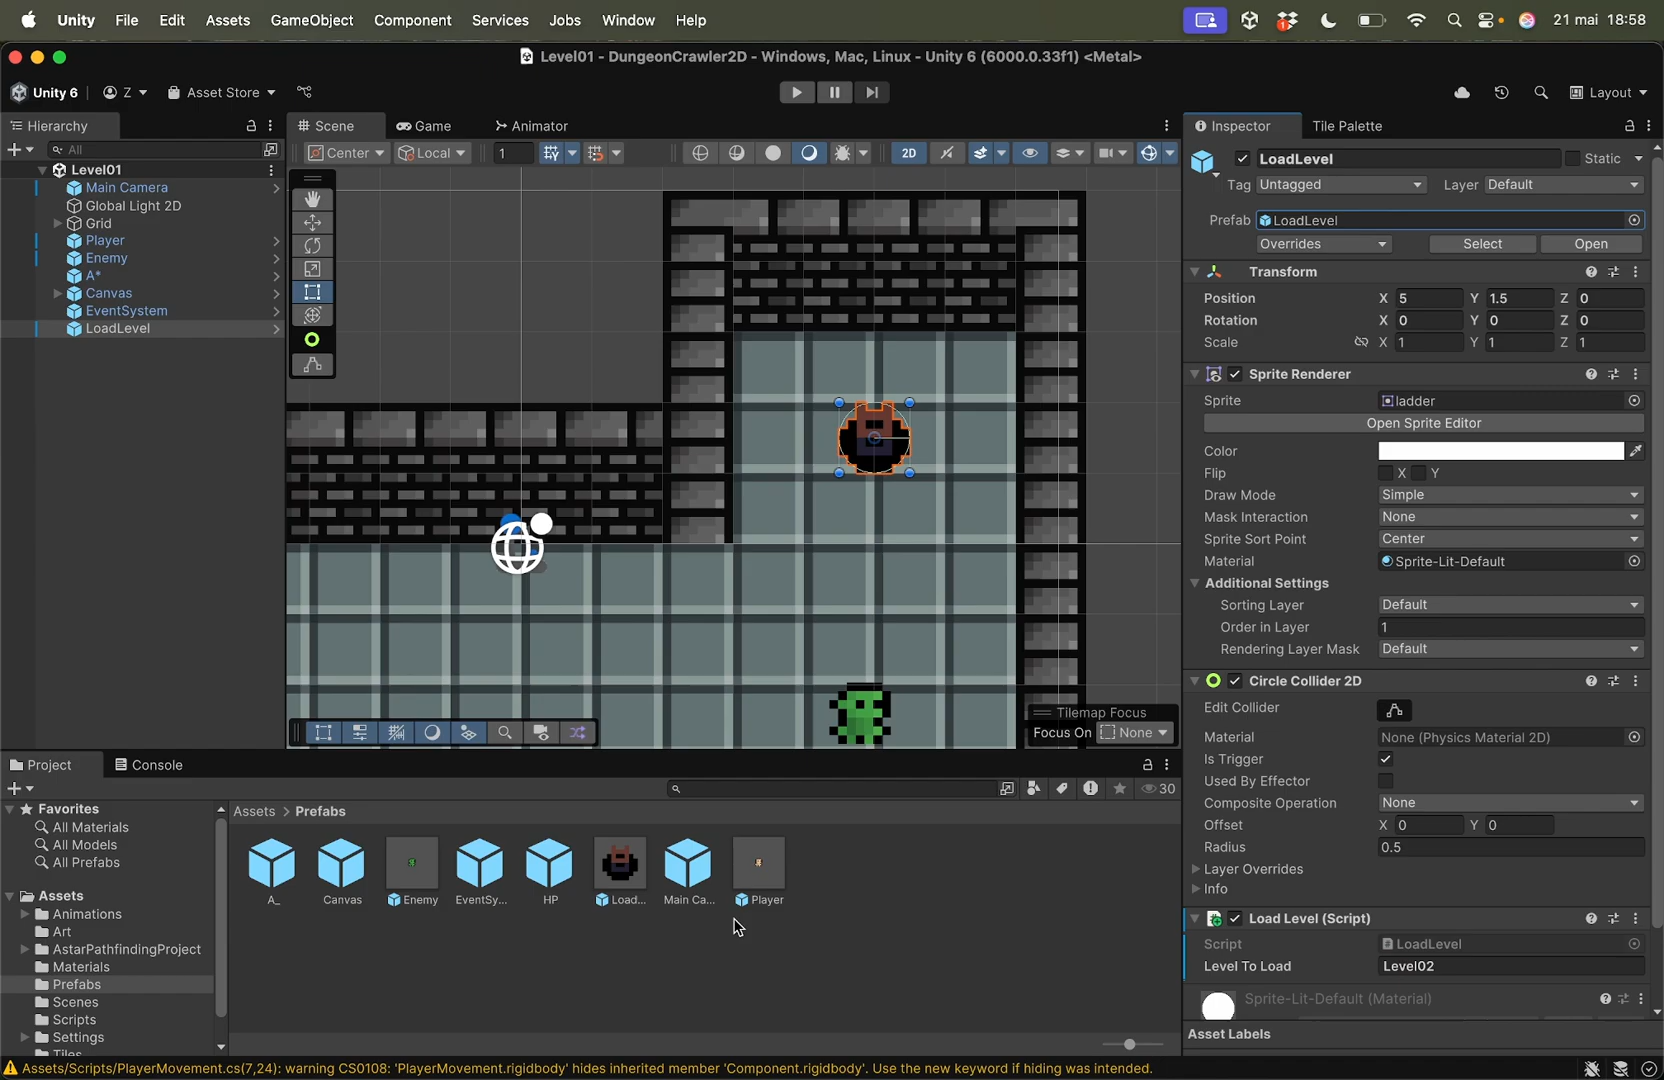 Unity File Edit Assets GameObject Component Services Jobs Window Help 21 mai 18:58
Level01 - DungeonCrawler2D - Windows, Mac, Linux - Unity 6 (6000.0.33f1) <Metal>
Unity 6 Z Asset Store Layout
Hierarchy
All
Level01
Main Camera
Global Light 2D
Grid
Player
Enemy
A*
Canvas
EventSystem
LoadLevel
Scene Game Animator
Center Local 1 2D
Tilemap Focus
Focus On None
Inspector Tile Palette
LoadLevel Static
Tag Untagged Layer Default
Prefab LoadLevel
Overrides Select Open
Transform
Position X 5 Y 1.5 Z 0
Rotation X 0 Y 0 Z 0
Scale X 1 Y 1 Z 1
Sprite Renderer
Sprite ladder
Open Sprite Editor
Color
Flip X Y
Draw Mode Simple
Mask Interaction None
Sprite Sort Point Center
Material Sprite-Lit-Default
Additional Settings
Sorting Layer Default
Order in Layer 1
Rendering Layer Mask Default
Circle Collider 2D
Edit Collider
Material None (Physics Material 2D)
Is Trigger
Used By Effector
Composite Operation None
Offset X 0 Y 0
Radius 0.5
Layer Overrides
Info
Load Level (Script)
Script LoadLevel
Level To Load Level02
Sprite-Lit-Default (Material)
Asset Labels
Project Console
30
Favorites
All Materials
All Models
All Prefabs
Assets
Animations
Art
AstarPathfindingProject
Materials
Prefabs
Scenes
Scripts
Settings
Tiles
Assets > Prefabs
A_ Canvas Enemy EventSy... HP Load... Main Ca... Player
Assets/Scripts/PlayerMovement.cs(7,24): warning CS0108: 'PlayerMovement.rigidbody' hides inherited member 'Component.rigidbody'. Use the new keyword if hiding was intended.